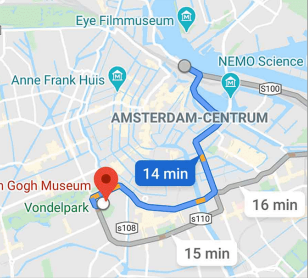 Eye Filmmuseum
NEMO Science
Anne Frank Huis
S100
AMSTERDAM-CENTRUM
14 min
n Gogh Museum
Vondelpark
16 min
s110
s108
15 min